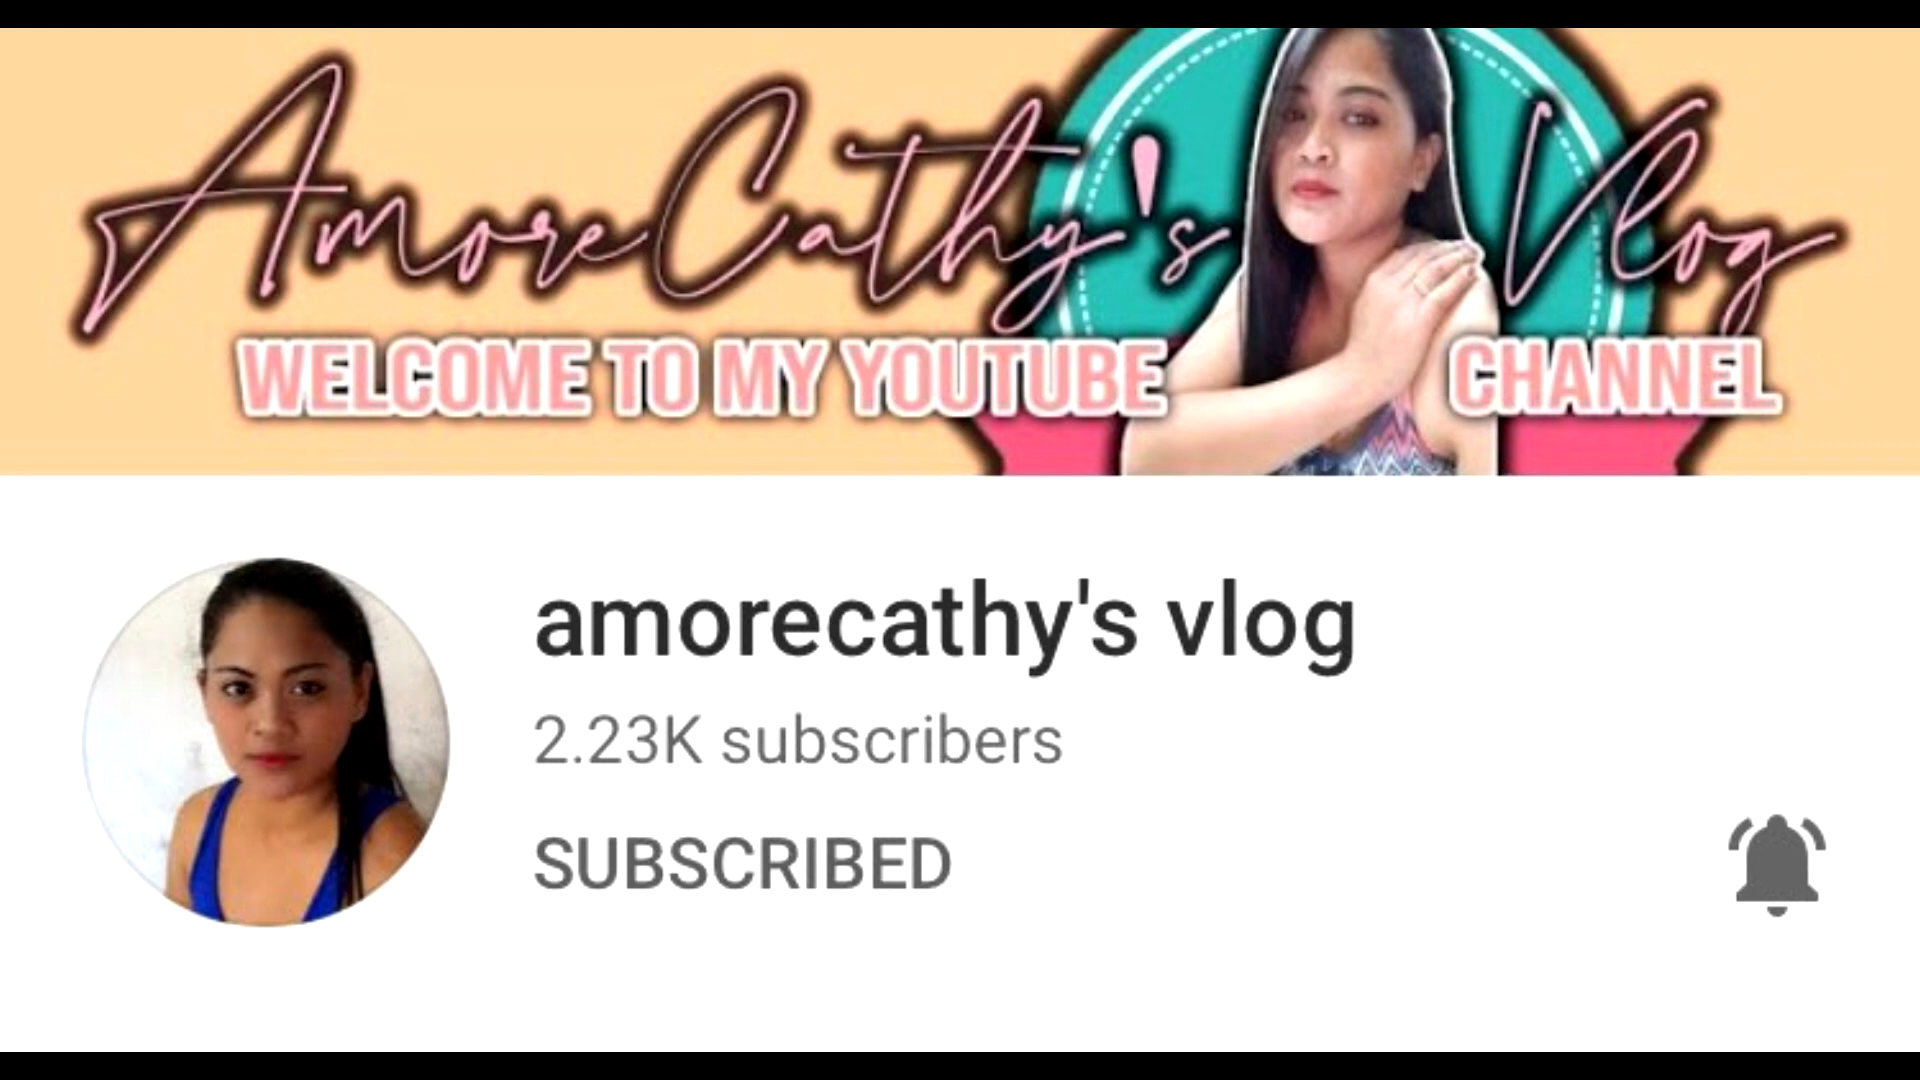 AmoreCathy's Vlog
WELCOME TO MY YOUTUBE CHANNEL
amorecathy's vlog
2.23K subscribers
SUBSCRIBED